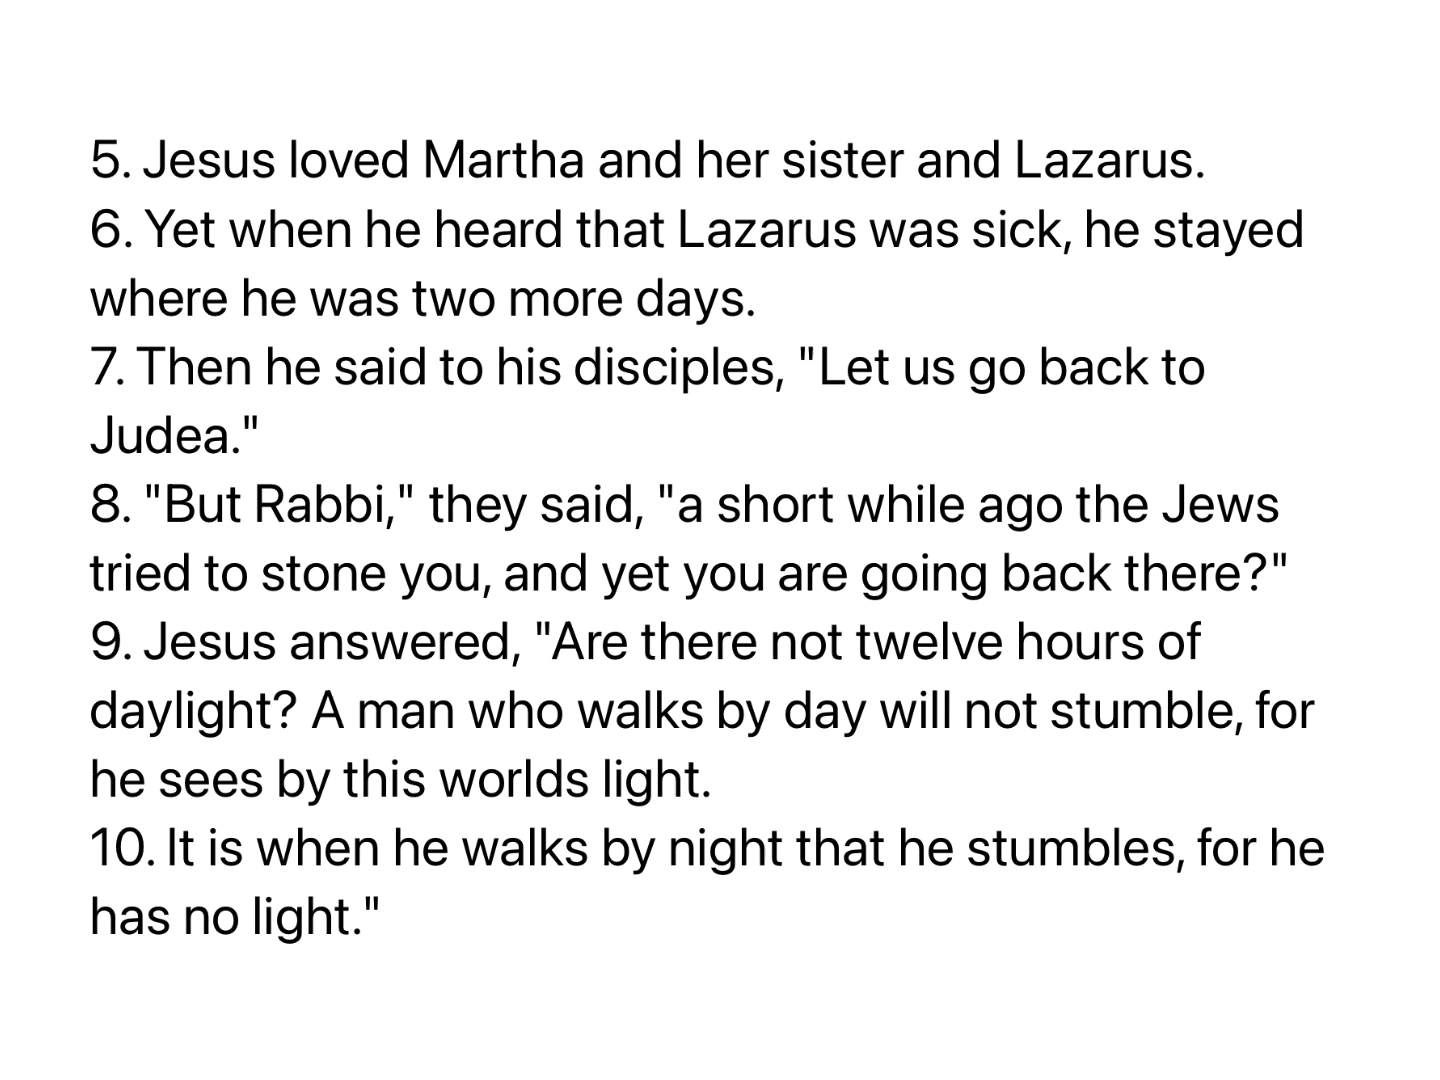 5. Jesus loved Martha and her sister and Lazarus.
6. Yet when he heard that Lazarus was sick, he stayed
where he was two more days.
7. Then he said to his disciples, "Let us go back to
Judea."
8. "But Rabbi," they said, "a short while ago the Jews
tried to stone you, and yet you are going back there?"
9. Jesus answered, "Are there not twelve hours of
daylight? A man who walks by day will not stumble, for
he sees by this worlds light.
10. It is when he walks by night that he stumbles, for he
has no light."